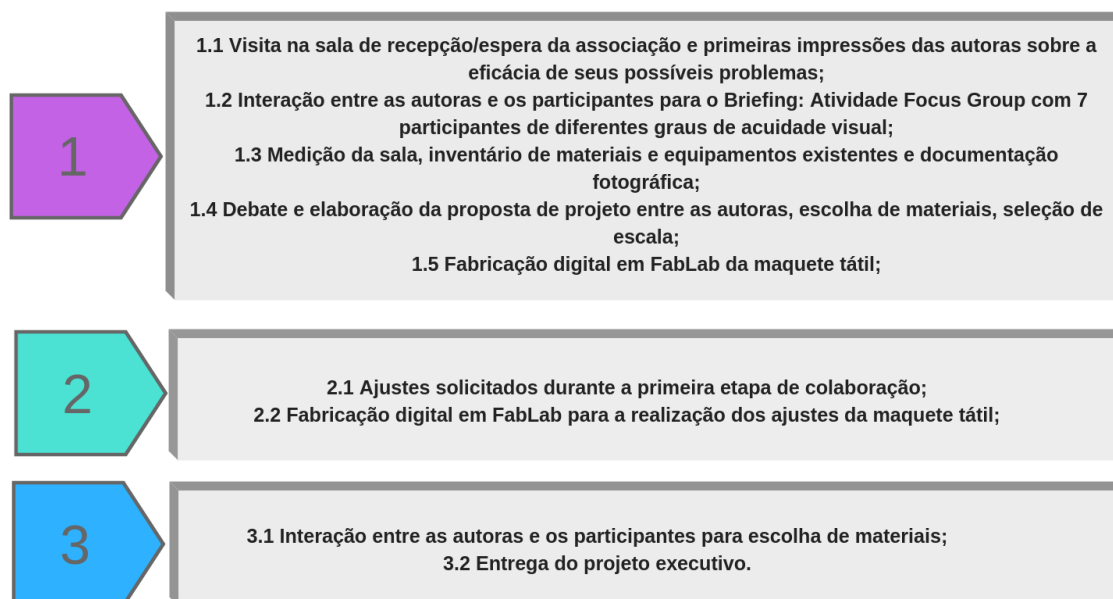 1
1.1 Visita na sala de recepção/espera da associação e primeiras impressões das autoras sobre a
eficácia de seus possíveis problemas;
1.2 Interação entre as autoras e os participantes para o Briefing: Atividade Focus Group com 7
participantes de diferentes graus de acuidade visual;
1.3 Medição da sala, inventário de materiais e equipamentos existentes e documentação
fotográfica;
1.4 Debate e elaboração da proposta de projeto entre as autoras, escolha de materiais, seleção de
escala;
1.5 Fabricação digital em FabLab da maquete tátil;
2
2.1 Ajustes solicitados durante a primeira etapa de colaboração;
2.2 Fabricação digital em FabLab para a realização dos ajustes da maquete tátil;
3
3.1 Interação entre as autoras e os participantes para escolha de materiais;
3.2 Entrega do projeto executivo.